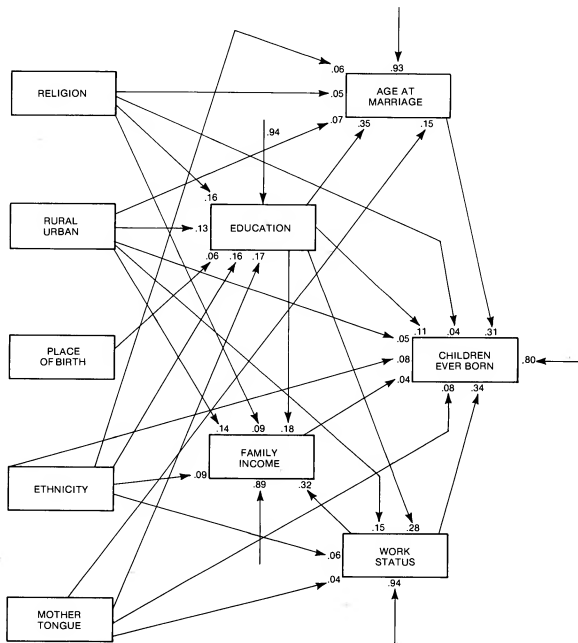 .06
.93
RELIGION
.05
AGE AT
MARRIAGE
.07
.35
.15
.94
.16
RURAL
URBAN
.13
EDUCATION
.06
.16
.17
.11
.04
.31
.05
PLACE
OF BIRTH
.08
CHILDREN
EVER BORN
.80
.04
.08
.34
.14
.09
.18
FAMILY
INCOME
ETHNICITY
.09
.89
.32
.15
.28
.06
WORK
STATUS
.04
.94
MOTHER
TONGUE